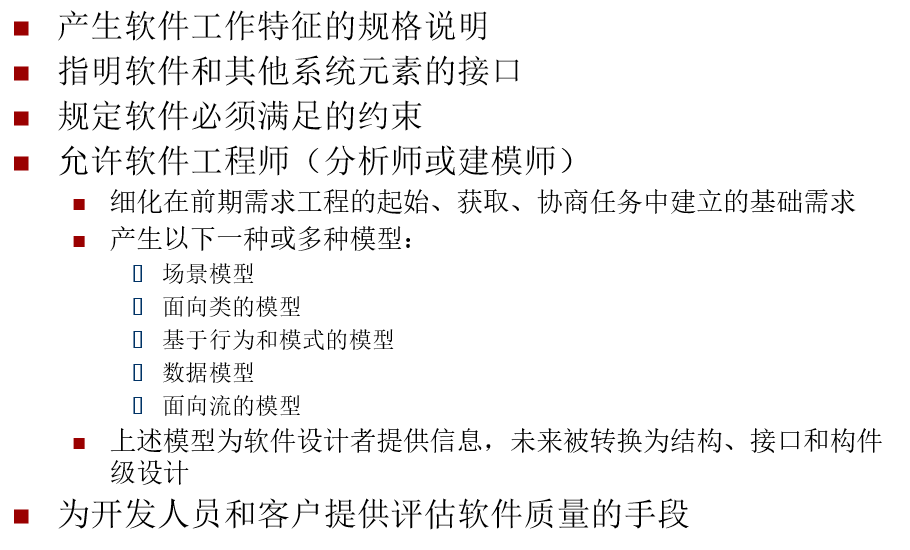 产生软件工作特征的规格说明
指明软件和其他系统元素的接口
规定软件必须满足的约束
允许软件工程师（分析师或建模师）
细化在前期需求工程的起始、获取、协商任务中建立的基础需求
产生以下一种或多种模型：
场景模型
面向类的模型
基于行为和模式的模型
数据模型
面向流的模型
上述模型为软件设计者提供信息，未来被转换为结构、接口和构件
级设计
为开发人员和客户提供评估软件质量的手段